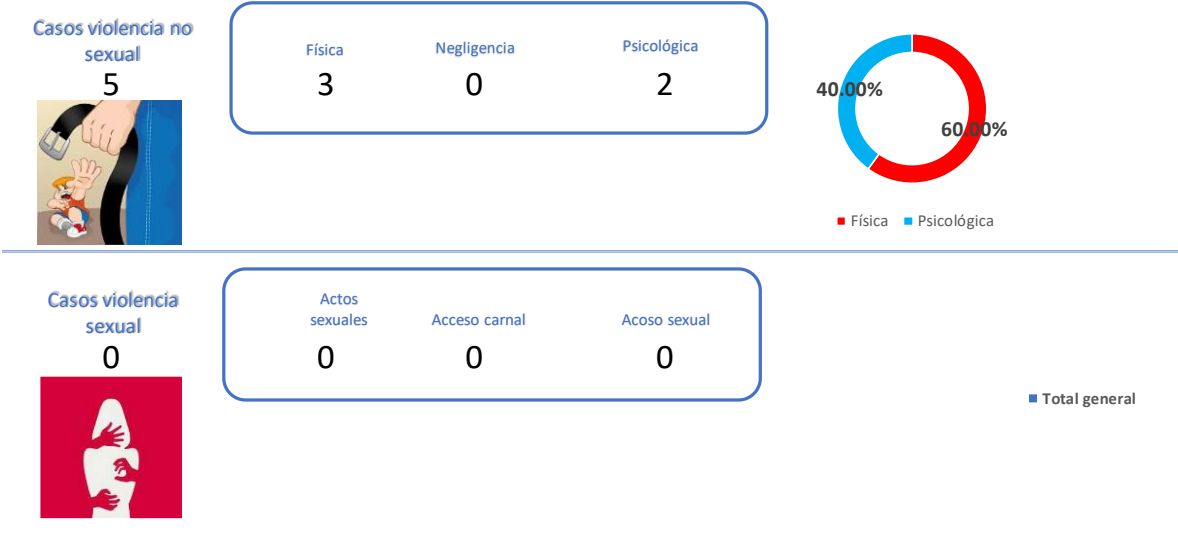 Casos violencia no
sexual
5
Física
Negligencia
Psicológica
3
0
2
40.00%
60.00%
Física
Psicológica
Casos violencia
sexual
0
Actos
sexuales
Acceso carnal
Acoso sexual
0
0
0
Total general